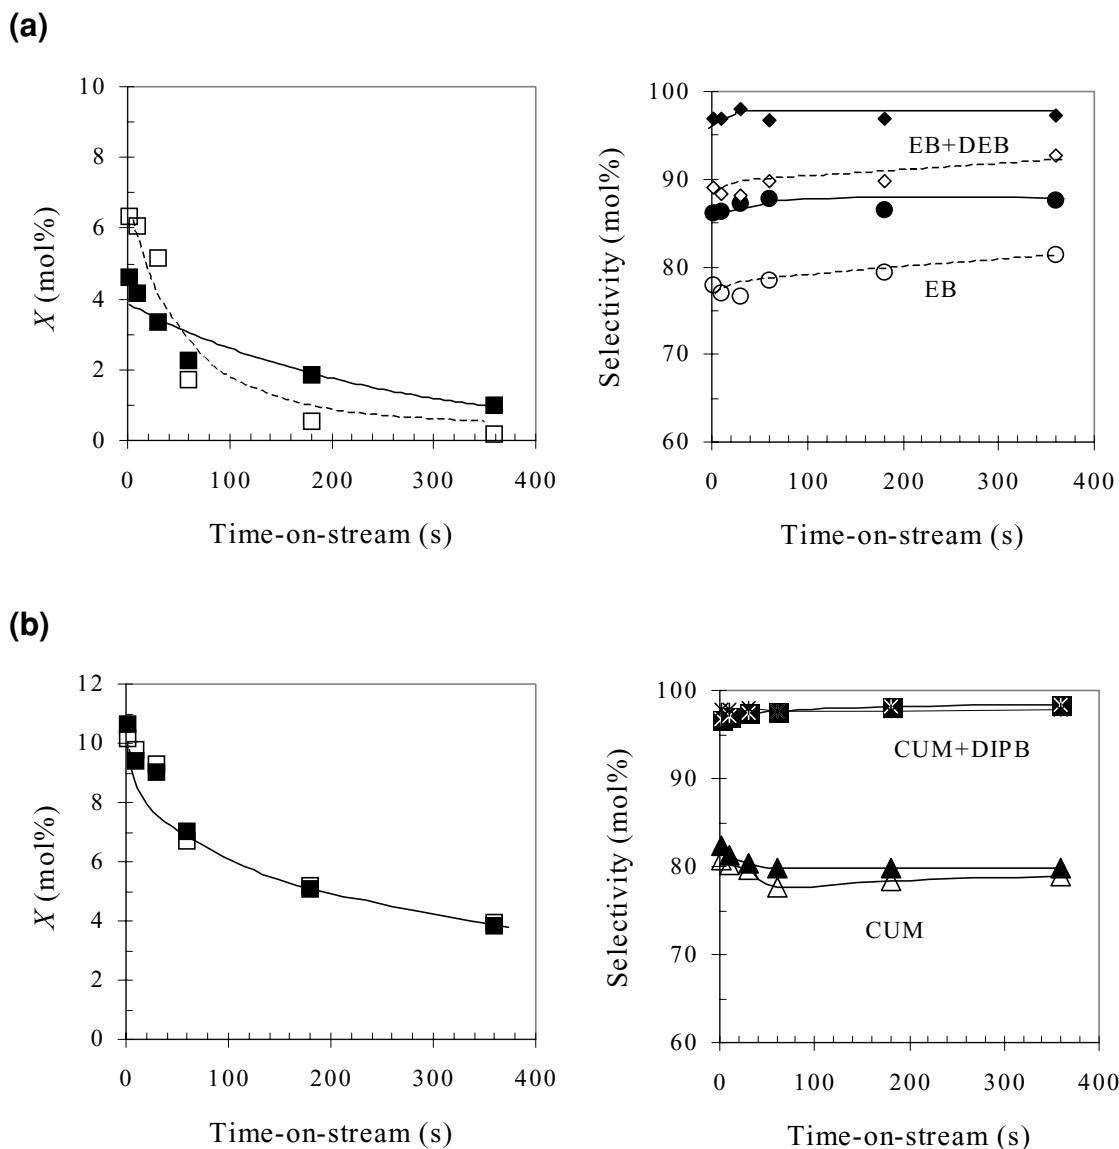 (a)
10
8
6
4
2
0
X (mol%)
0 100 200 300 400
Time-on-stream (s)
100
90
80
70
60
Selectivity (mol%)
EB+DEB
EB
0 100 200 300 400
Time-on-stream (s)
(b)
12
10
8
6
4
2
0
X (mol%)
0 100 200 300 400
Time-on-stream (s)
100
90
80
70
60
Selectivity (mol%)
CUM+DIPB
CUM
0 100 200 300 400
Time-on-stream (s)